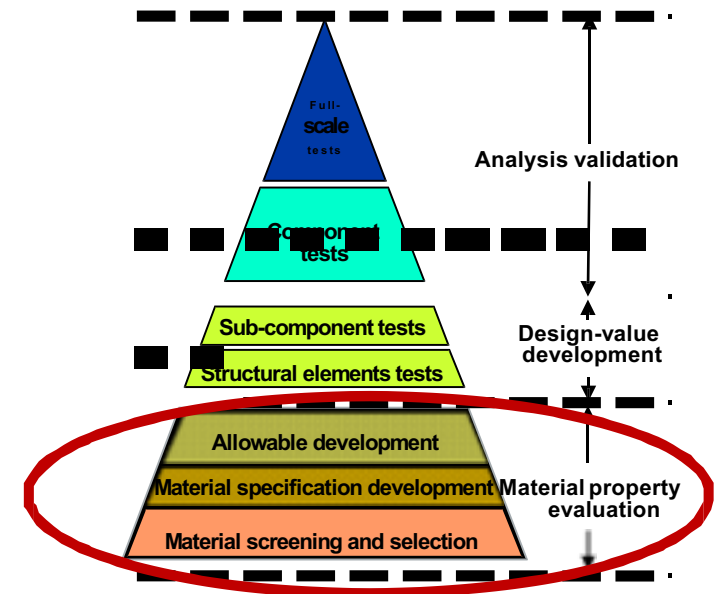 Full-
scale
tests
Analysis validation
Component
tests
Sub-component tests
Design-value
development
Structural elements tests
Allowable development
Material specification development
Material property
evaluation
Material screening and selection